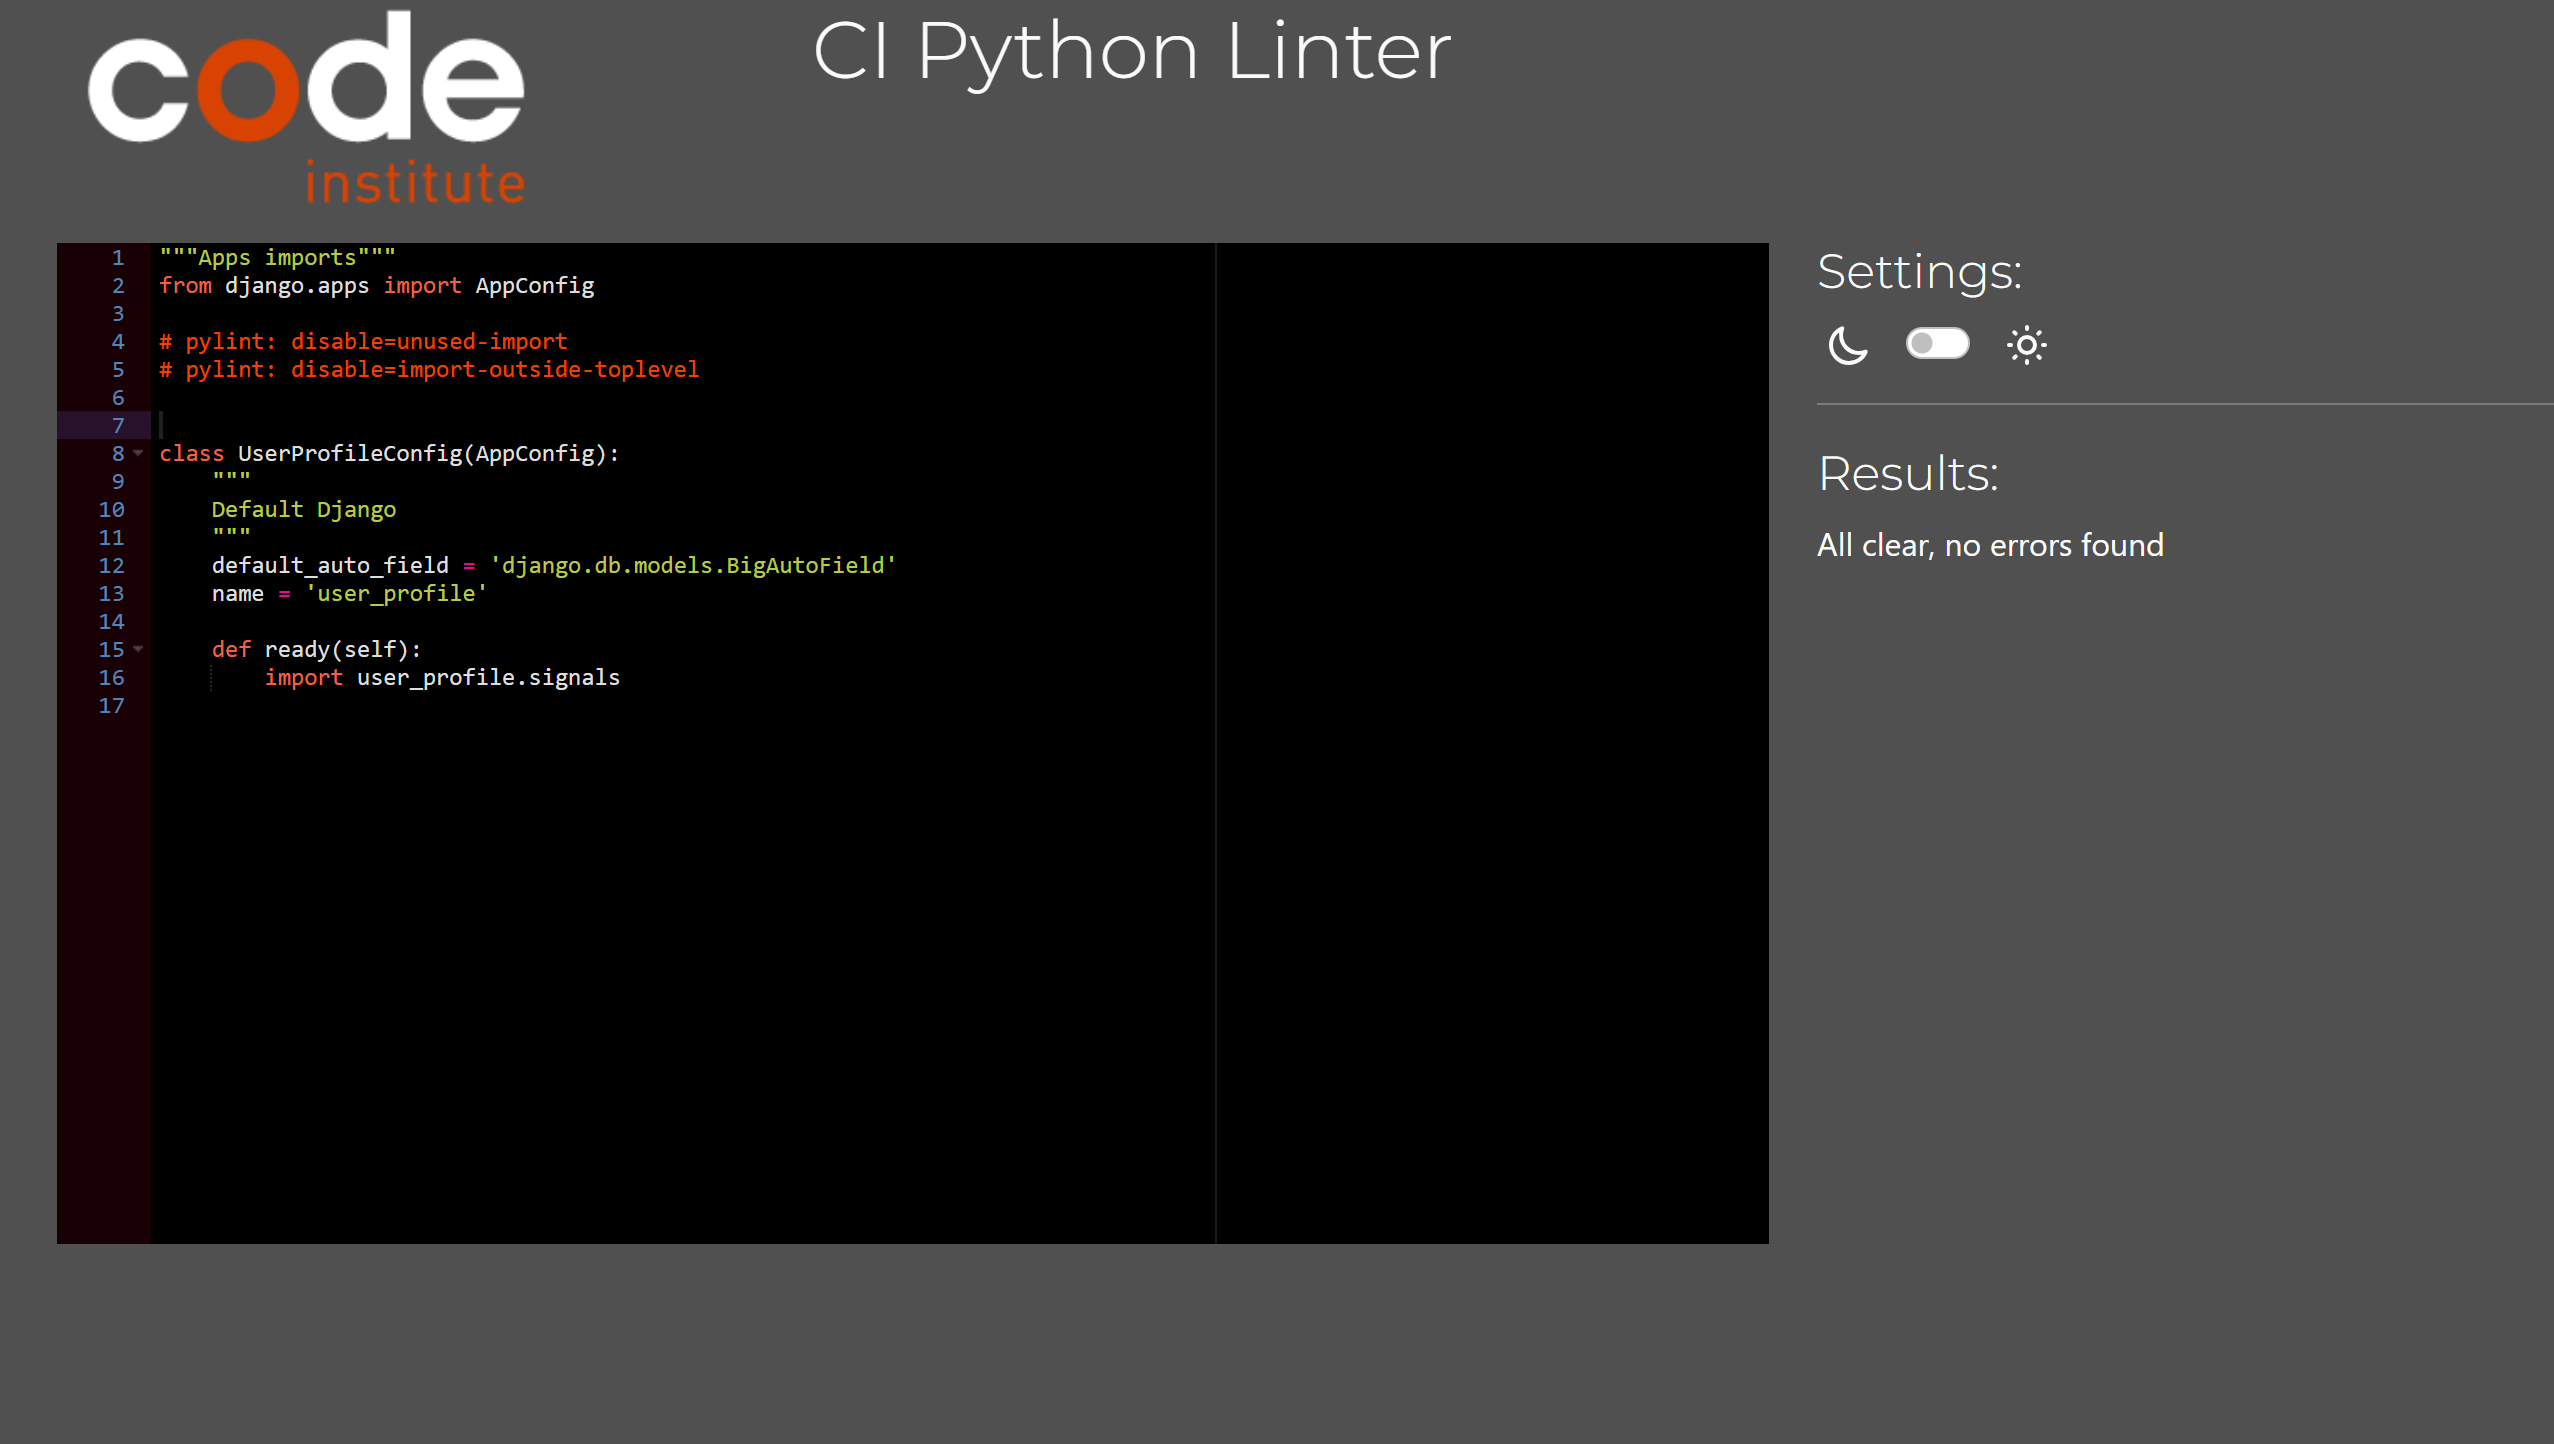 code
institute
CI Python Linter
1 """Apps imports"""
2 from django.apps import AppConfig
3
4 # pylint: disable=unused-import
5 # pylint: disable=import-outside-toplevel
6
7
8 class UserProfileConfig(AppConfig):
9     """
10     Default Django
11     """
12     default_auto_field = 'django.db.models.BigAutoField'
13     name = 'user_profile'
14
15     def ready(self):
16         import user_profile.signals
17
Settings:
Results:
All clear, no errors found